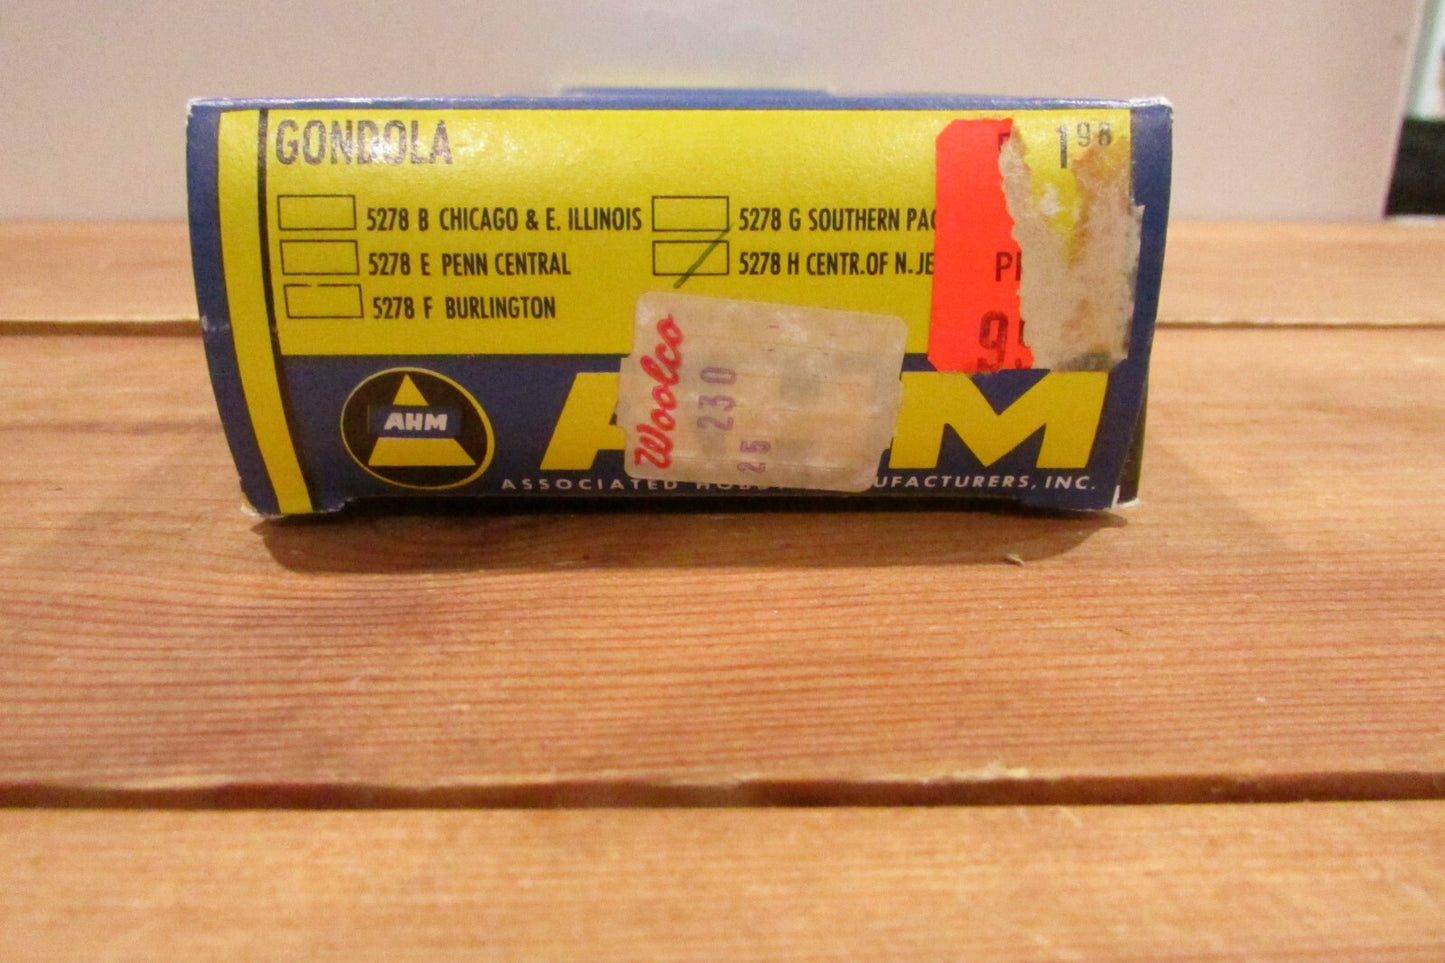 GONDOLA
1 98
5278 B CHICAGO & E. ILLINOIS
5278 E PENN CENTRAL
5278 F BURLINGTON
5278 G SOUTHERN PAC
5278 H CENTR. OF N. JE
AHM
Woolco
230
25
M
ASSOCIATED
UFACTURERS, INC.